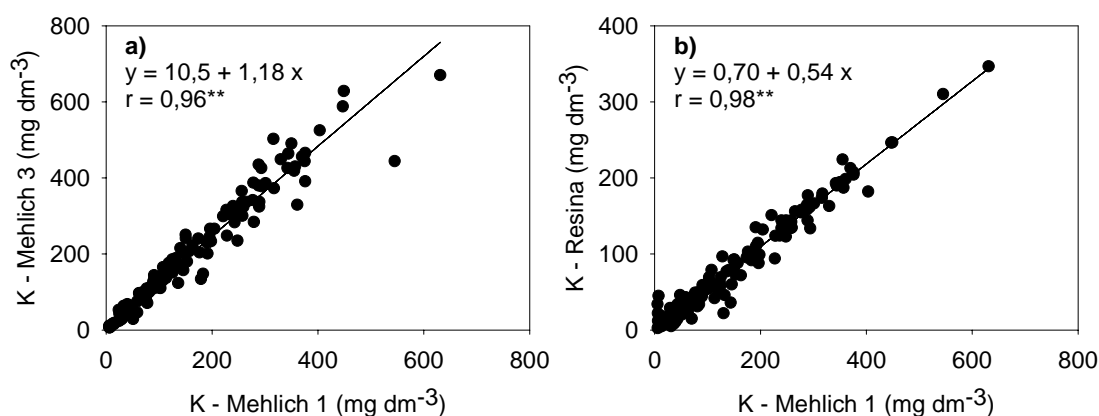 a)
y = 10,5 + 1,18 x
r = 0,96**
K - Mehlich 3 (mg dm-3)
800
600
400
200
0
0 200 400 600 800
K - Mehlich 1 (mg dm-3)
b)
y = 0,70 + 0,54 x
r = 0,98**
K - Resina (mg dm-3)
400
300
200
100
0
0 200 400 600 800
K - Mehlich 1 (mg dm-3)